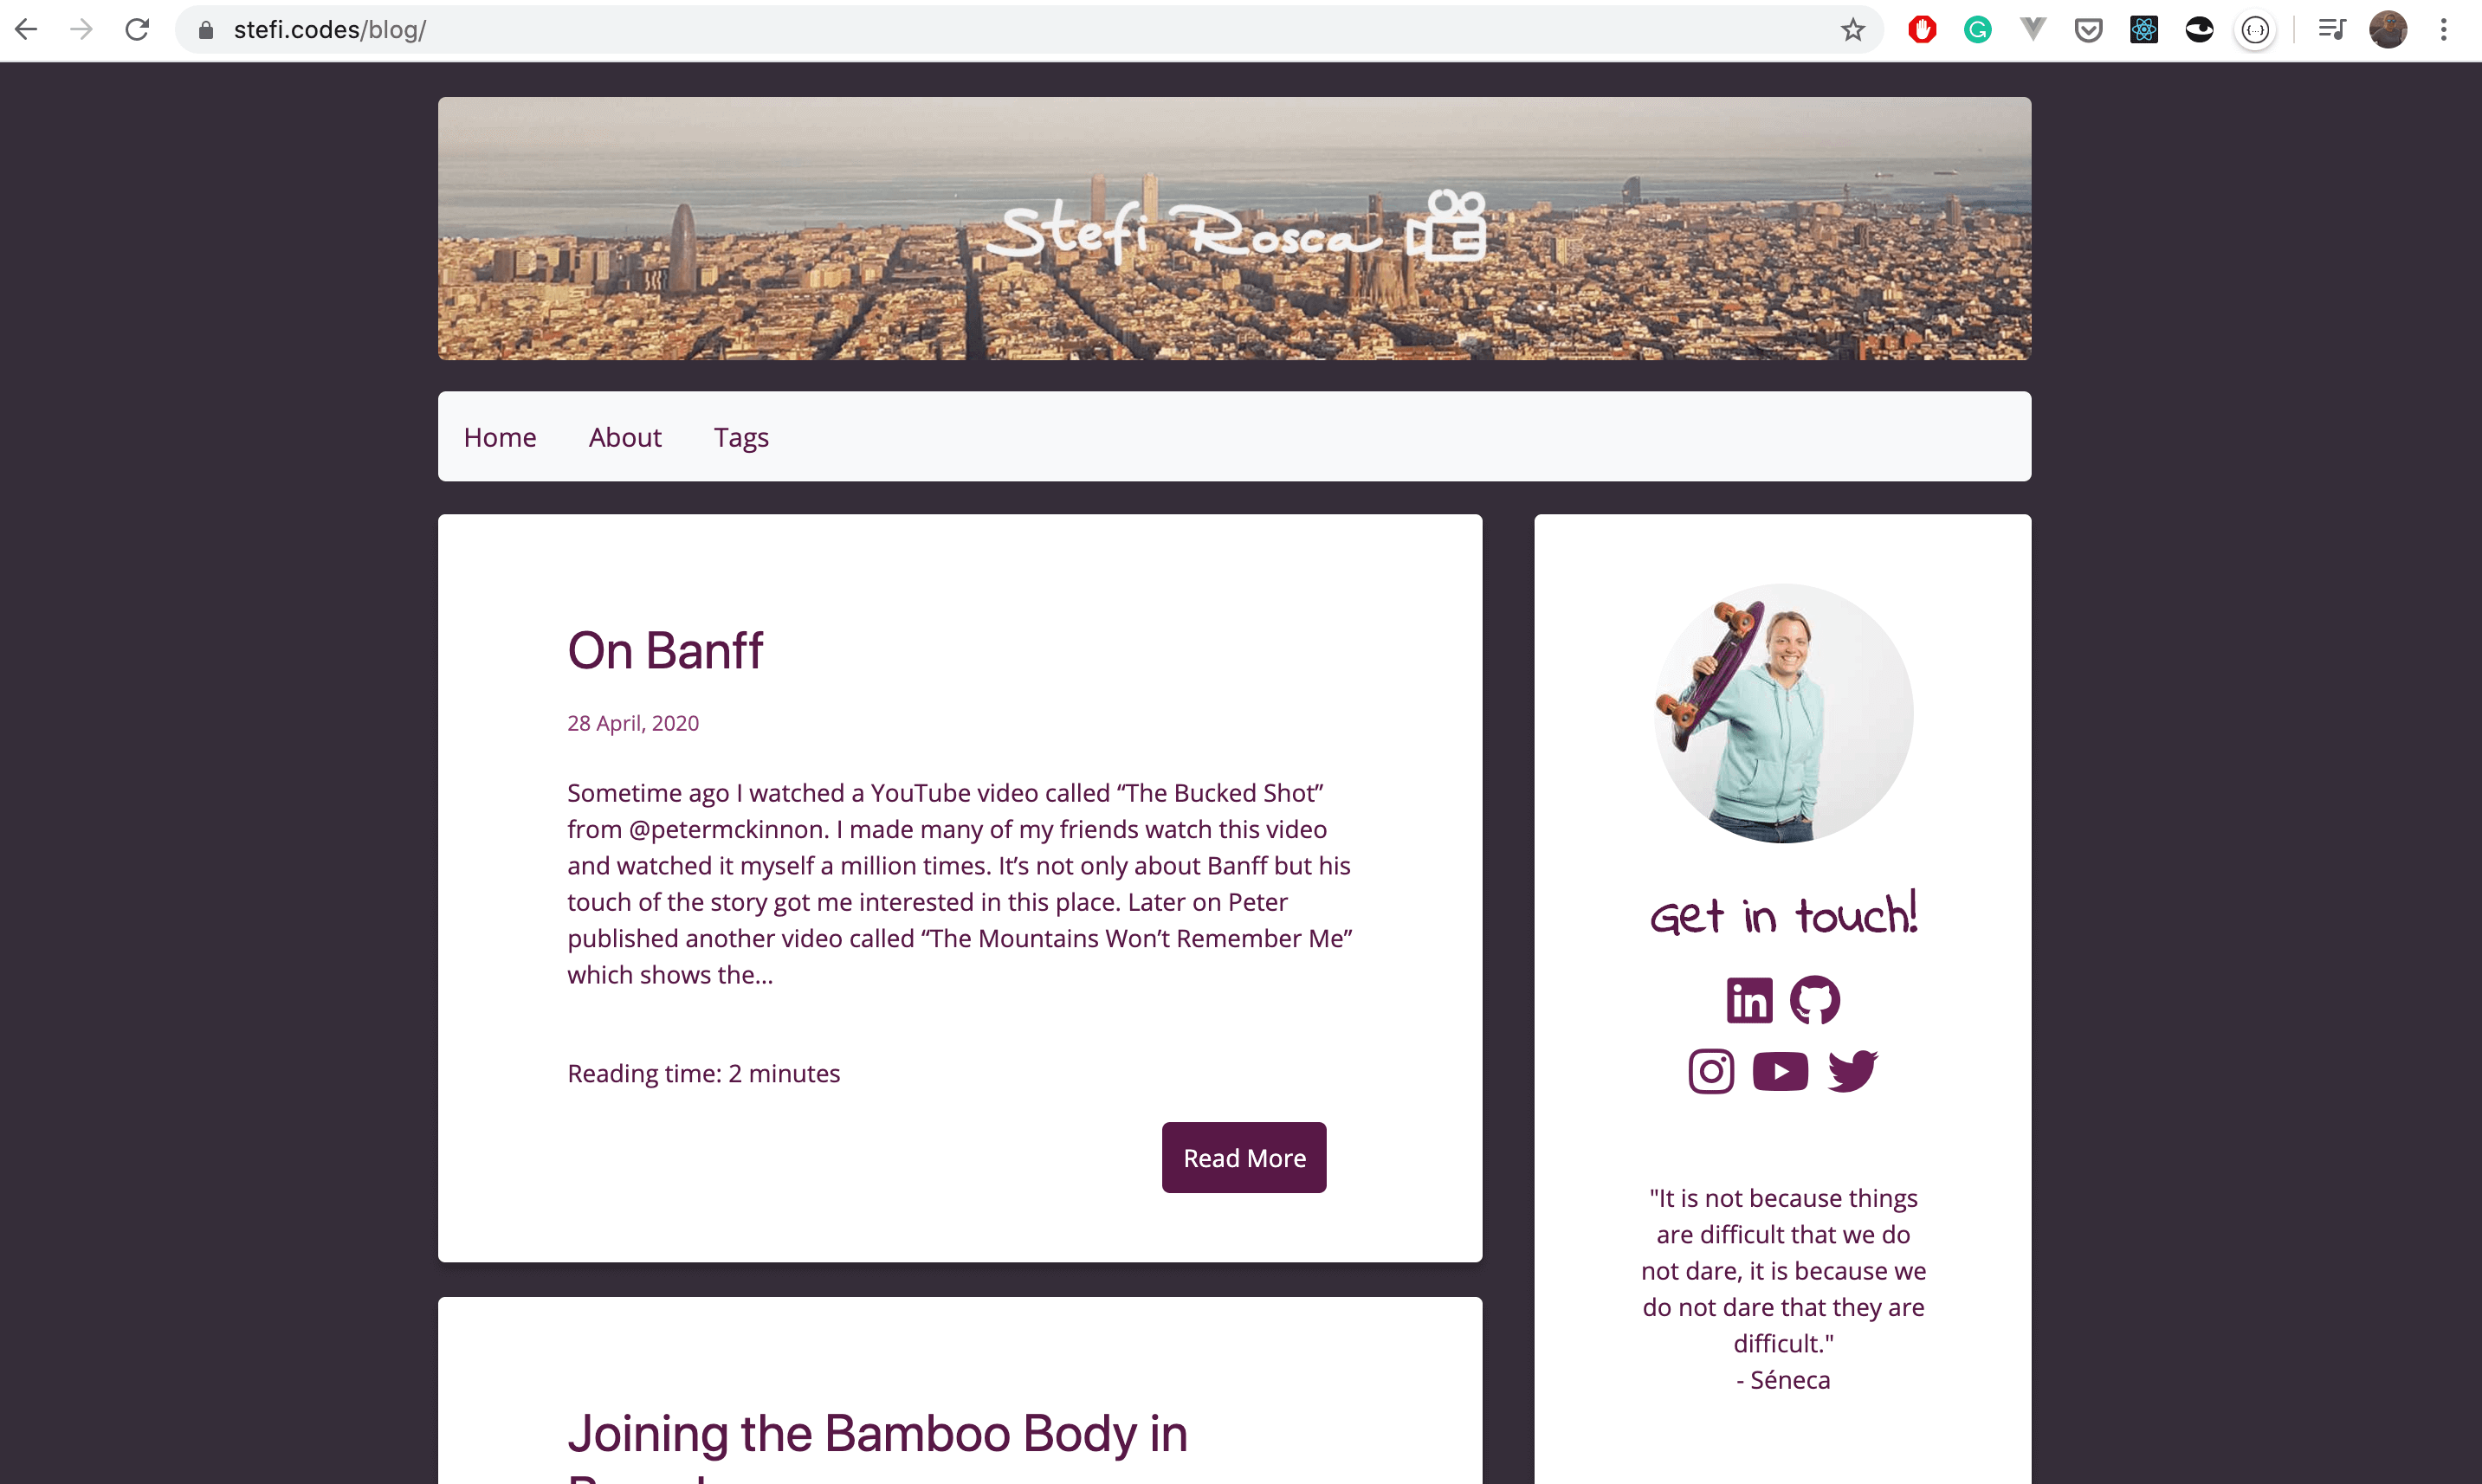 stefi.codes/blog/
Stefi Rosca
Home About Tags
On Banff
28 April, 2020
Sometime ago I watched a YouTube video called “The Bucked Shot”
from @petermckinnon. I made many of my friends watch this video
and watched it myself a million times. It’s not only about Banff but his
touch of the story got me interested in this place. Later on Peter
published another video called “The Mountains Won’t Remember Me”
which shows the...
Reading time: 2 minutes
Read More
Joining the Bamboo Body in
Get in touch!
in
"It is not because things
are difficult that we do
not dare, it is because we
do not dare that they are
difficult."
- Séneca